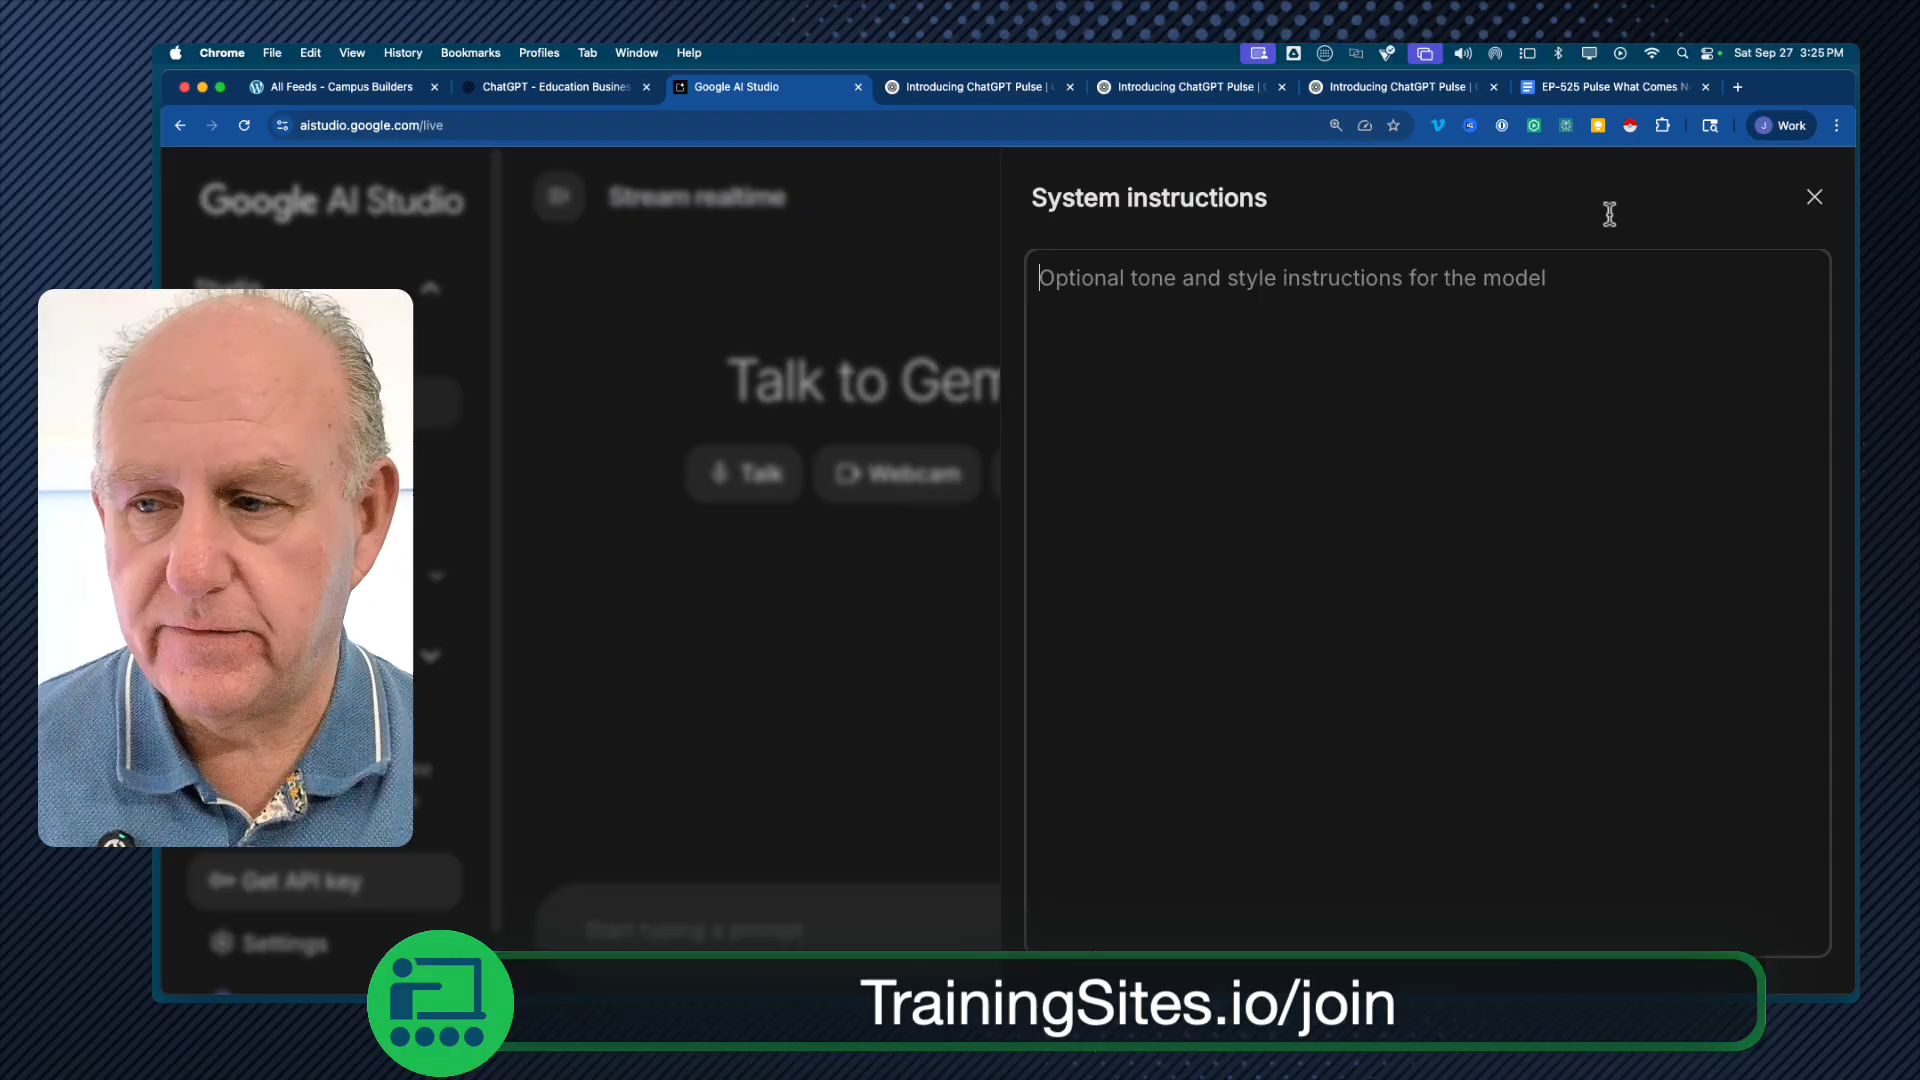 Chrome File Edit View History Bookmarks Profiles Tab Window Help
Sat Sep 27 3:25 PM
All Feeds - Campus Builders
ChatGPT - Education Busines
Google AI Studio
Introducing ChatGPT Pulse |
Introducing ChatGPT Pulse |
Introducing ChatGPT Pulse |
EP-525 Pulse What Comes N
aistudio.google.com/live
J Work
Google AI Studio
Stream realtime
System instructions
Optional tone and style instructions for the model
Talk to Gem
Talk
Webcam
Get API key
Start typing a prompt
Settings
TrainingSites.io/join